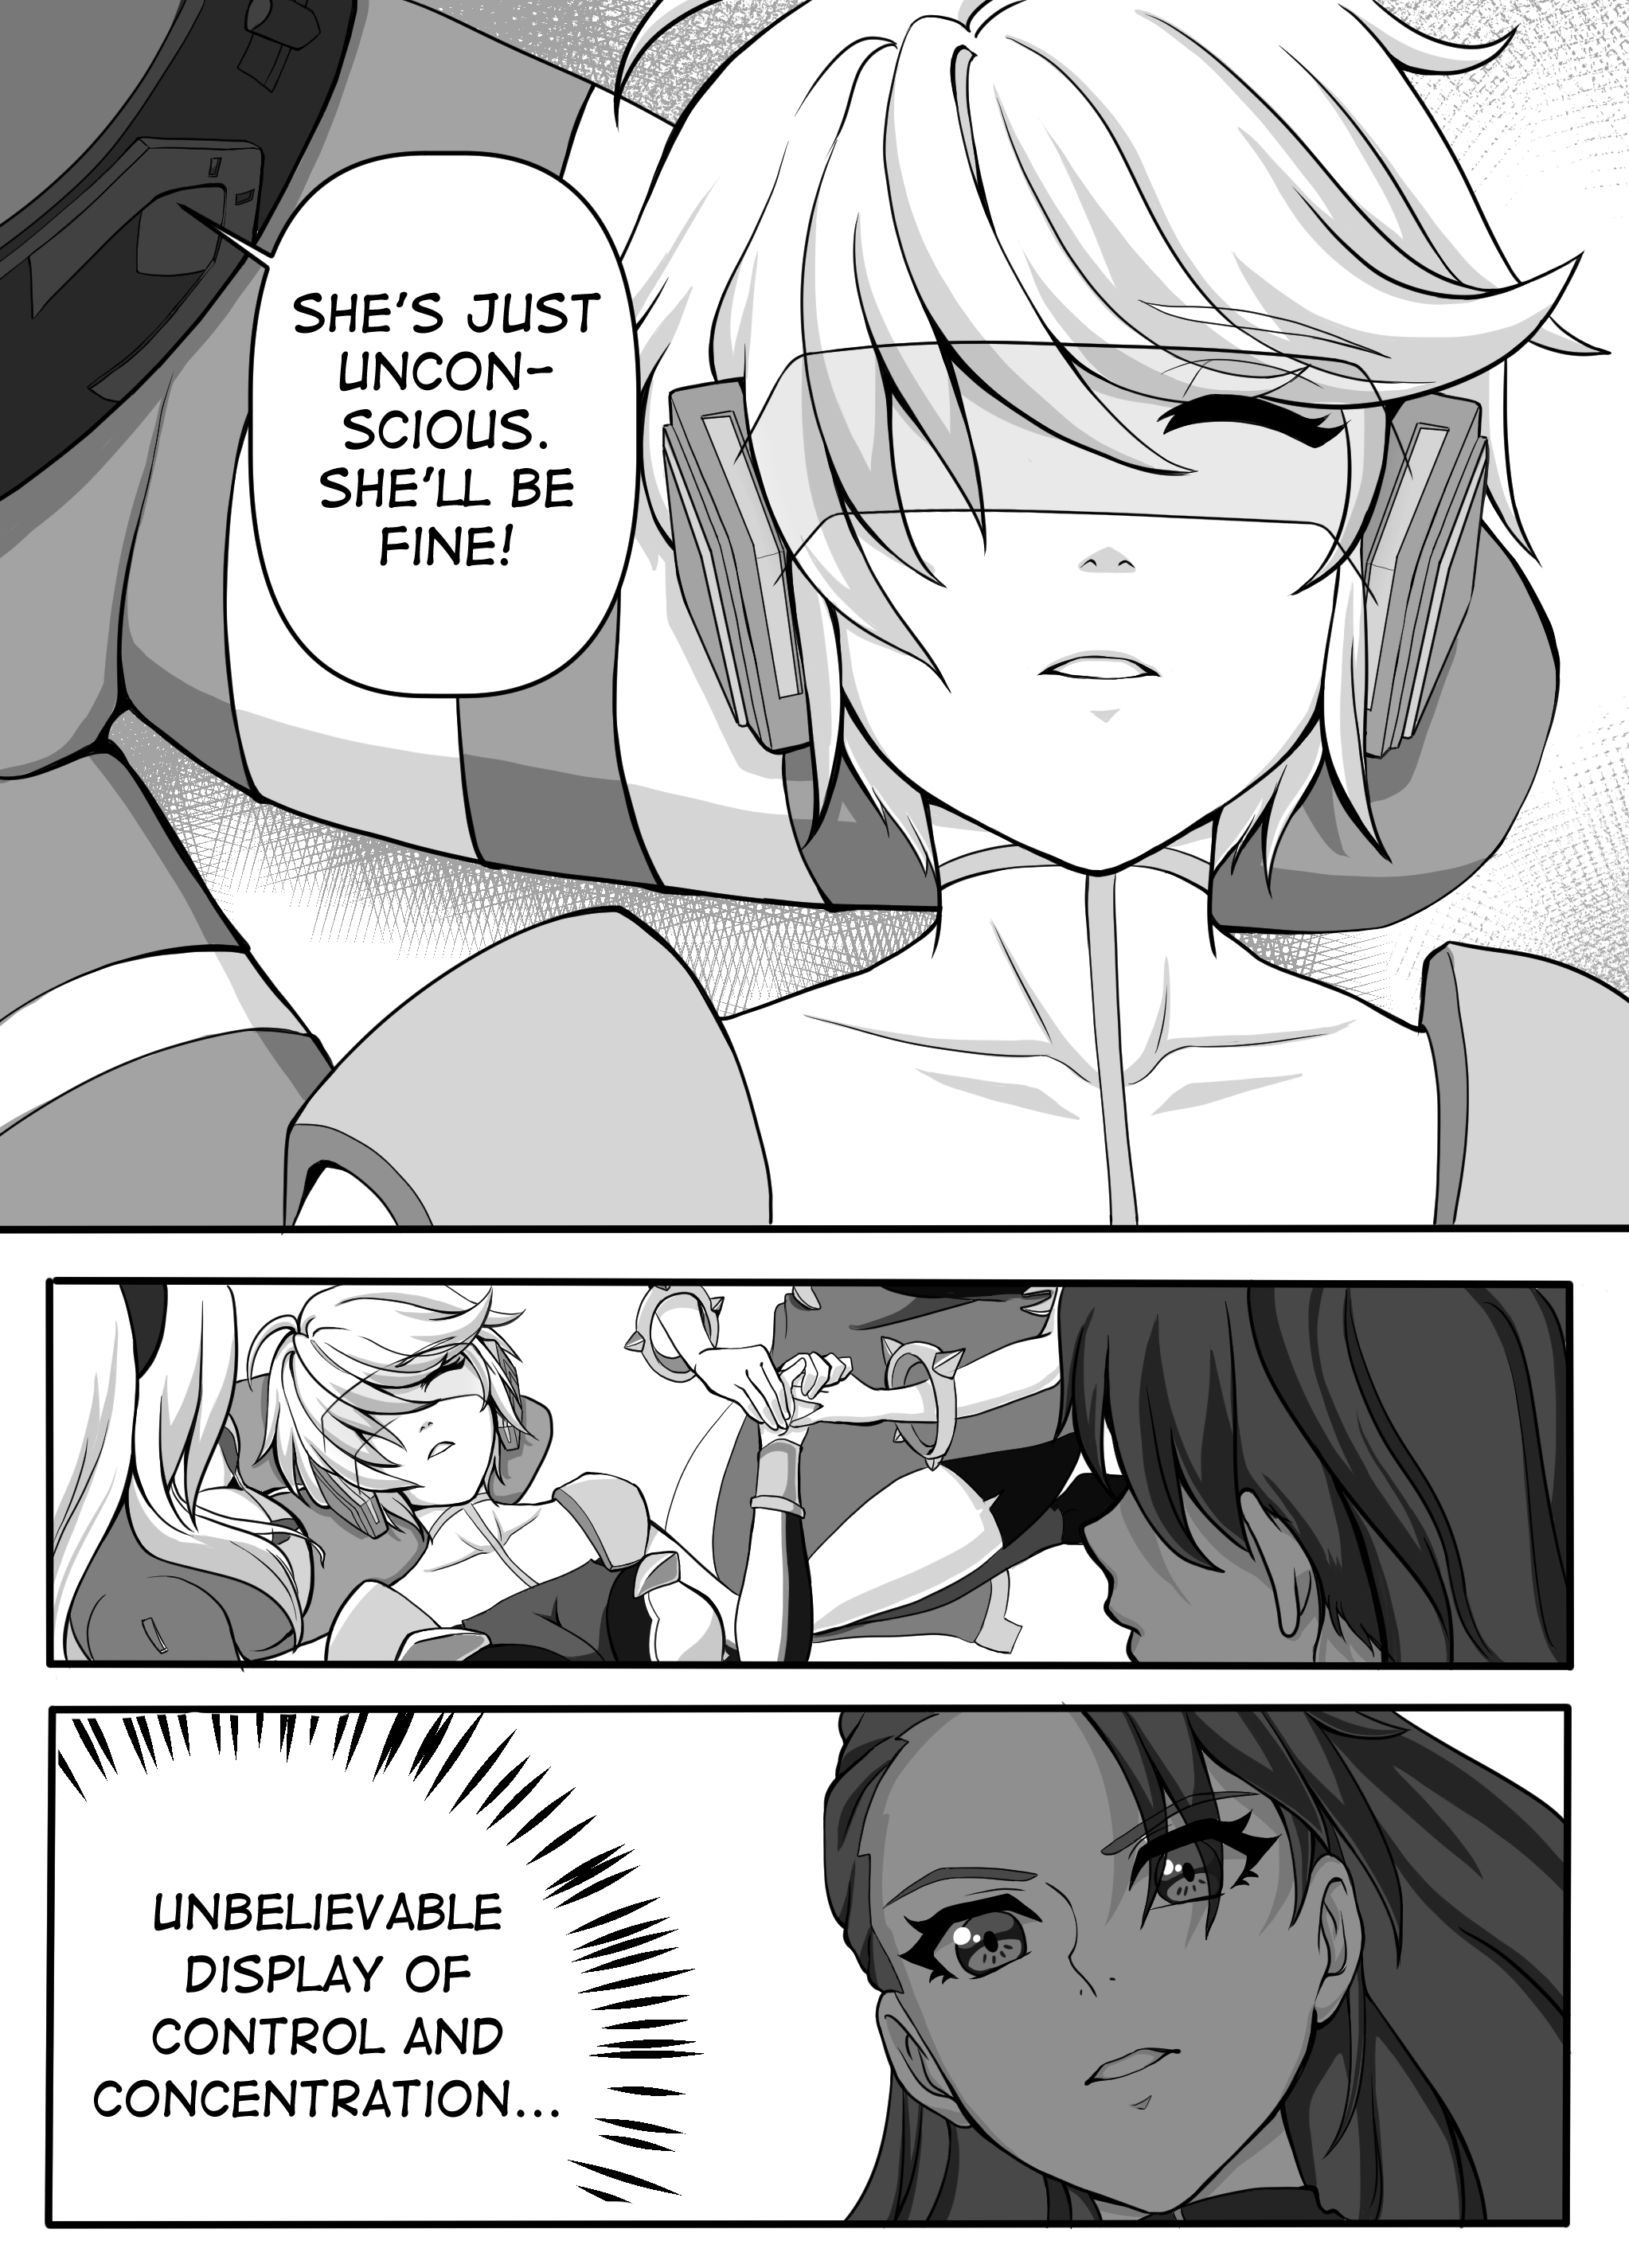 SHE'S JUST
UNCON-
SCIOUS.
SHE'LL BE
FINE!
UNBELIEVABLE
DISPLAY OF
CONTROL AND
CONCENTRATION...